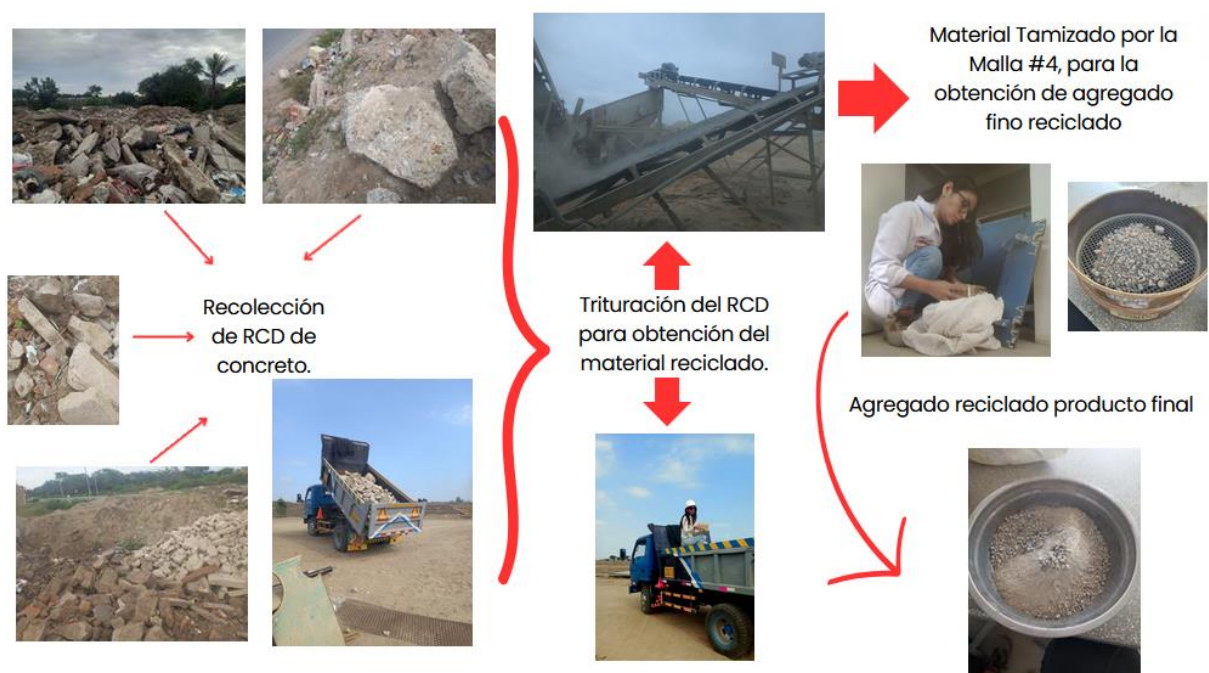 Recolección
de RCD de
concreto.
Trituración del RCD
para obtención del
material reciclado.
Material Tamizado por la
Malla #4, para la
obtención de agregado
fino reciclado
Agregado reciclado producto final